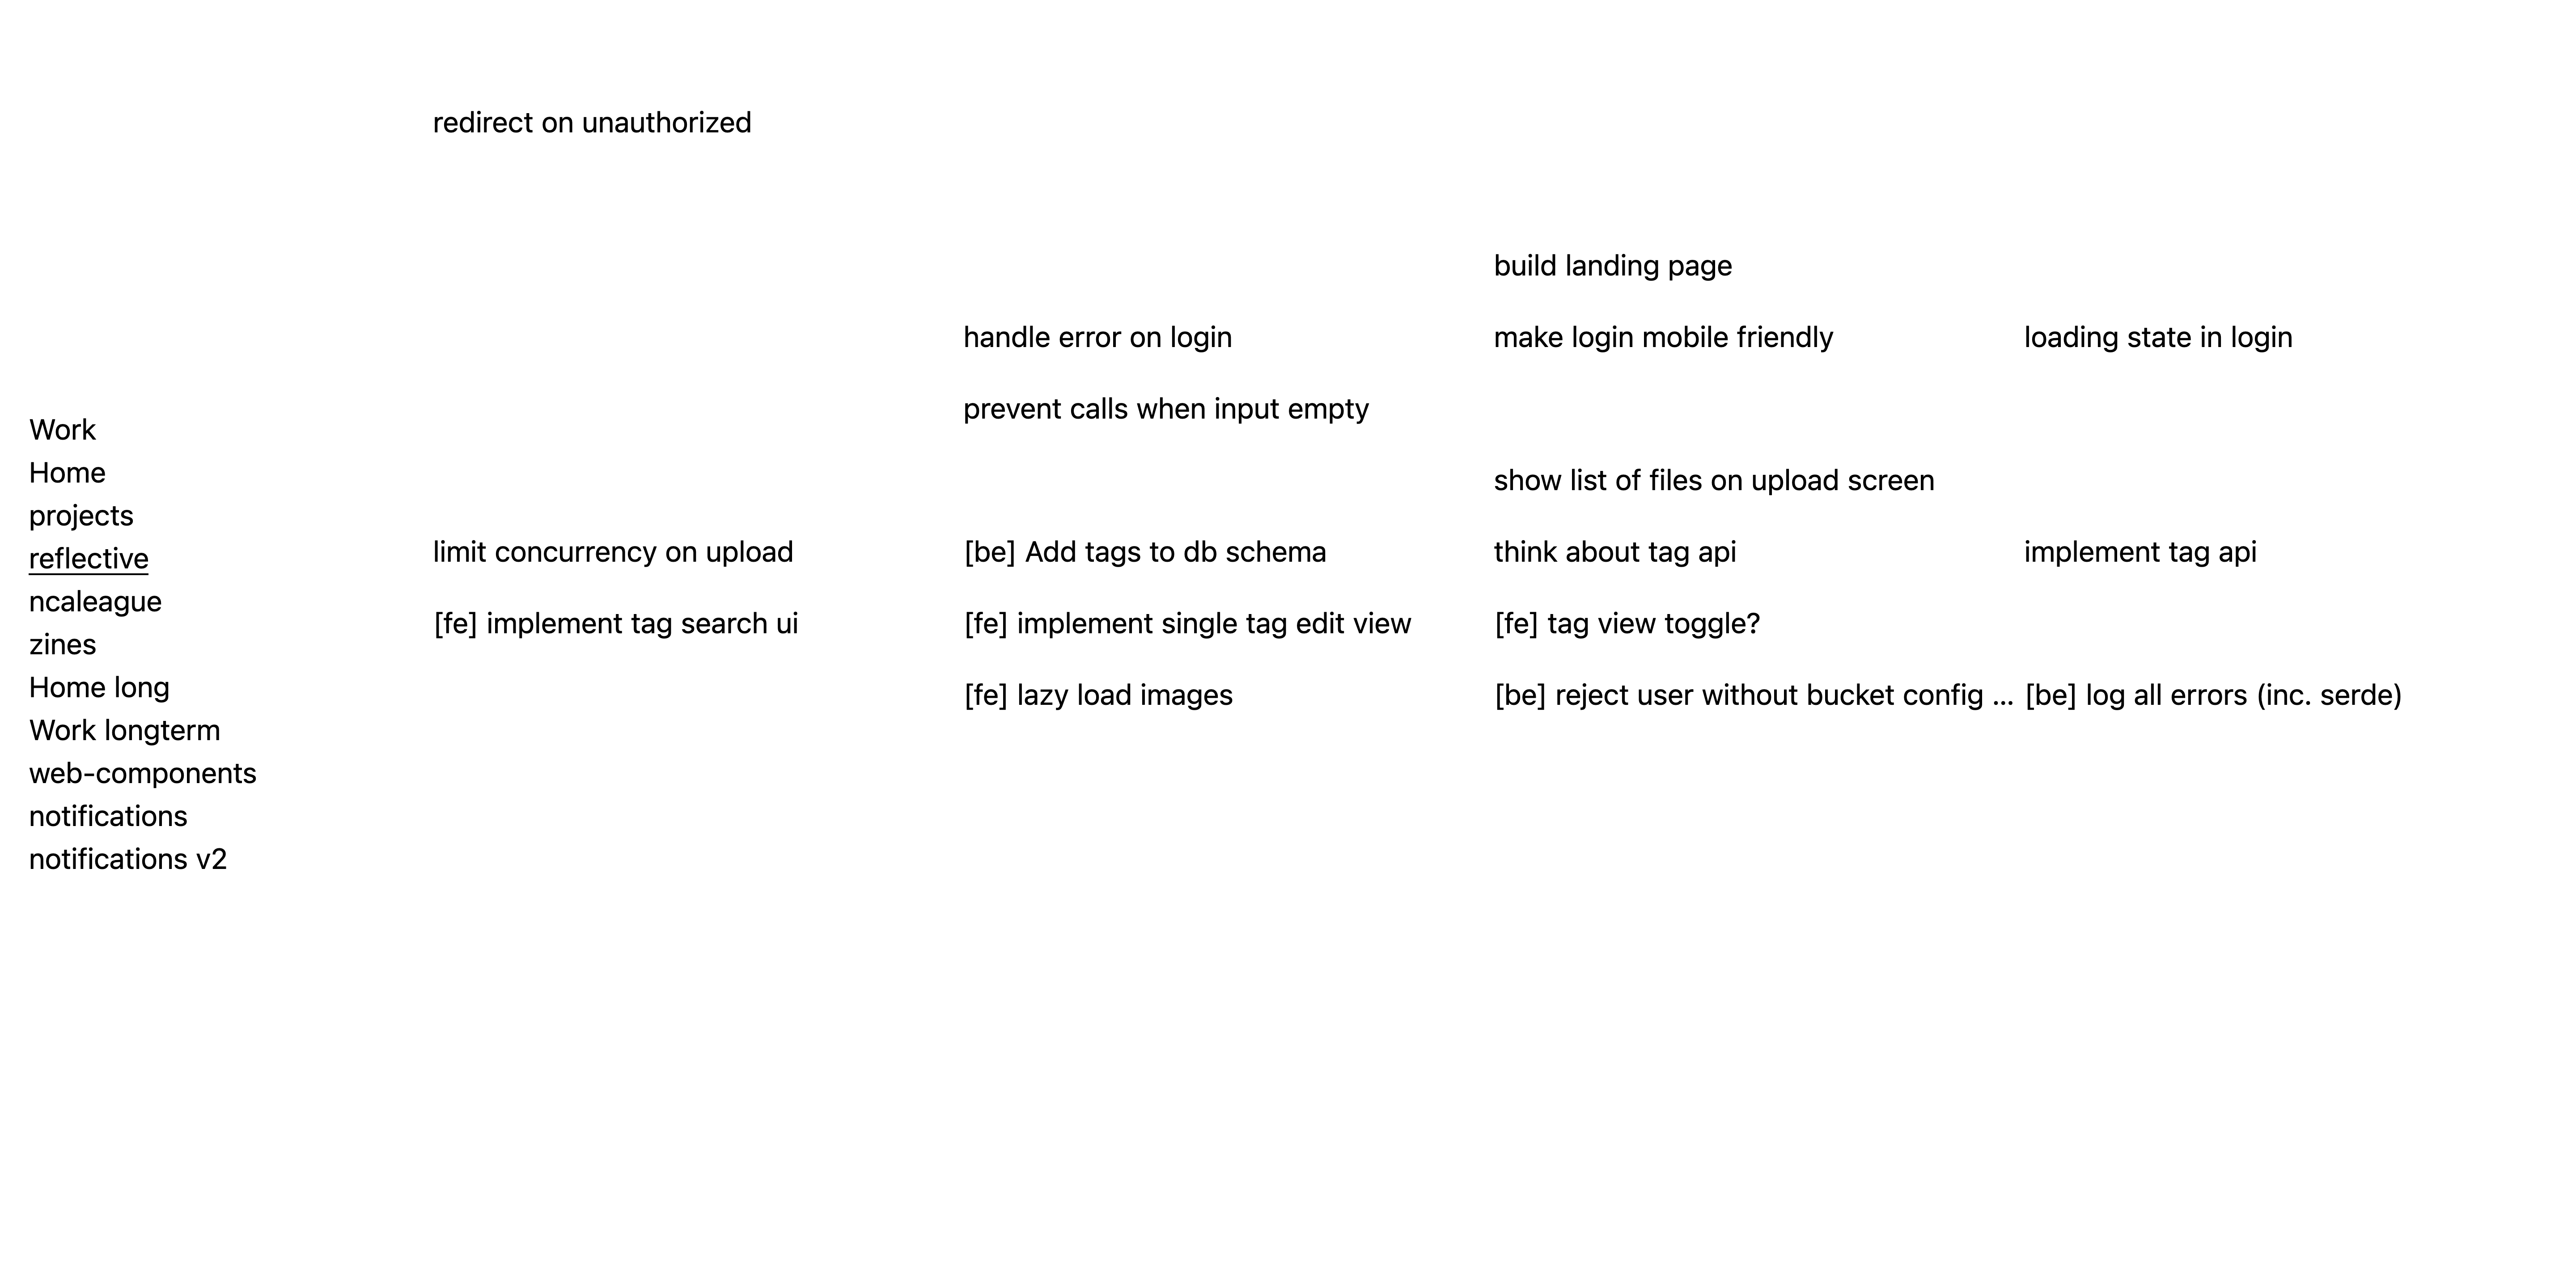 redirect on unauthorized
build landing page
handle error on login
make login mobile friendly
loading state in login
prevent calls when input empty
show list of files on upload screen
limit concurrency on upload
[be] Add tags to db schema
think about tag api
implement tag api
[fe] implement tag search ui
[fe] implement single tag edit view
[fe] tag view toggle?
[fe] lazy load images
[be] reject user without bucket config ...
[be] log all errors (inc. serde)
Work
Home
projects
reflective
ncaleague
zines
Home long
Work longterm
web-components
notifications
notifications v2